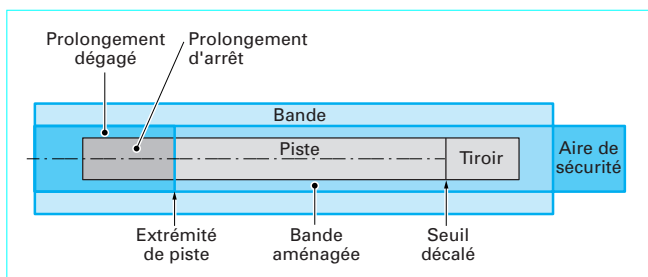 Prolongement
dégagé
Prolongement
d'arrêt
Bande
Piste
Tiroir
Aire de
sécurité
Extrémité
de piste
Bande
aménagée
Seuil
décalé